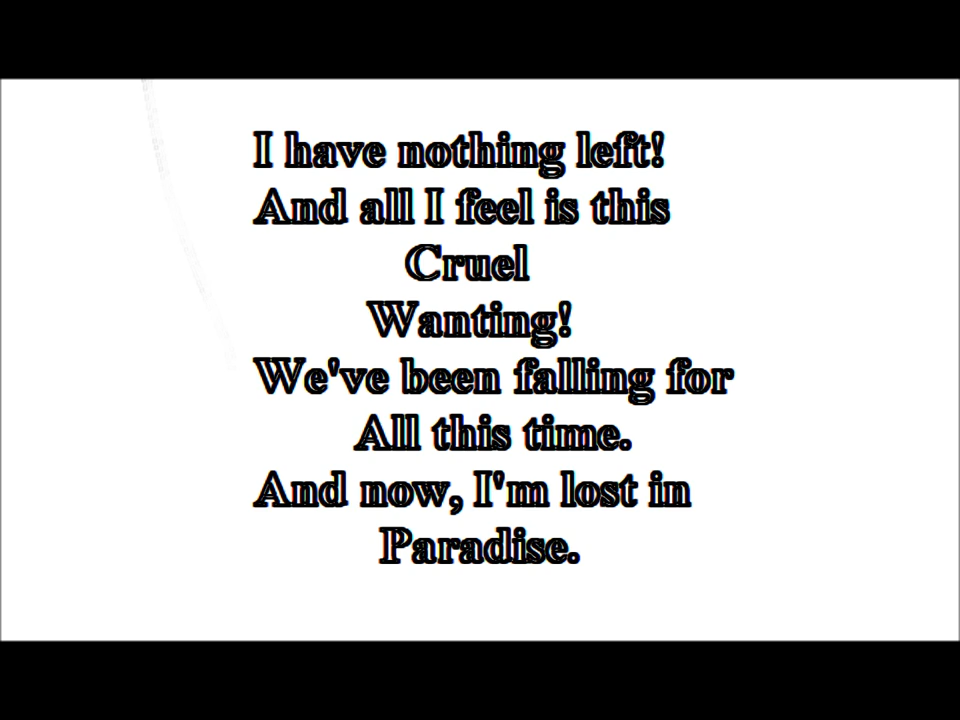 I have nothing left!
And all I feel is this
Cruel
Wanting!
We've been falling for
All this time.
And now, I'm lost in
Paradise.